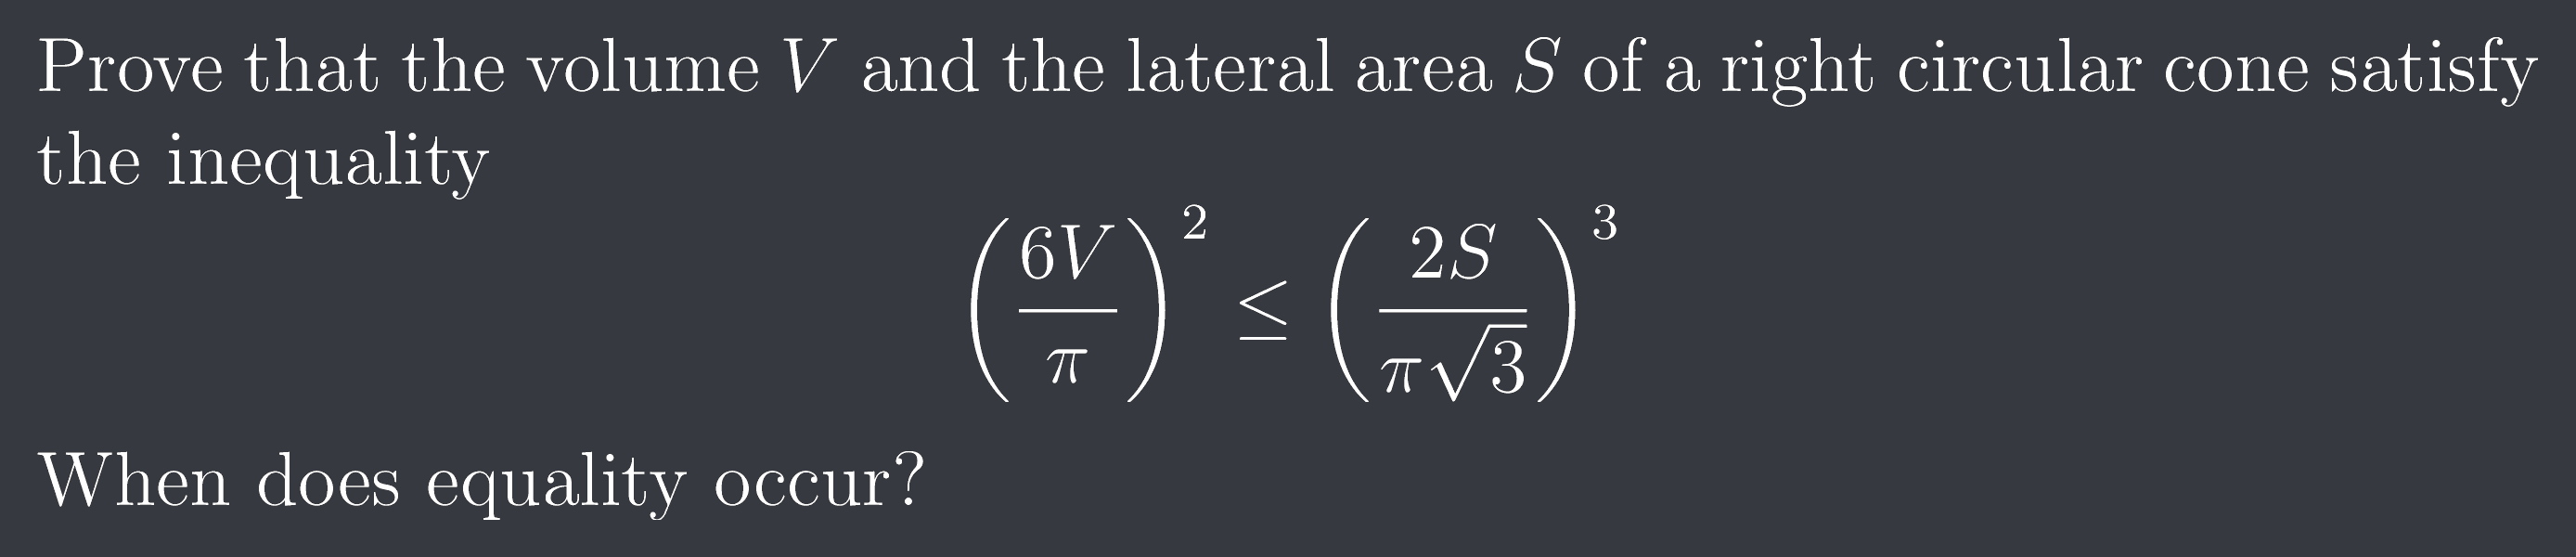 Prove that the volume V and the lateral area S of a right circular cone satisfy
the inequality
$$\left(\frac{6V}{\pi}\right)^2 \leq \left(\frac{2S}{\pi\sqrt{3}}\right)^3$$
When does equality occur?